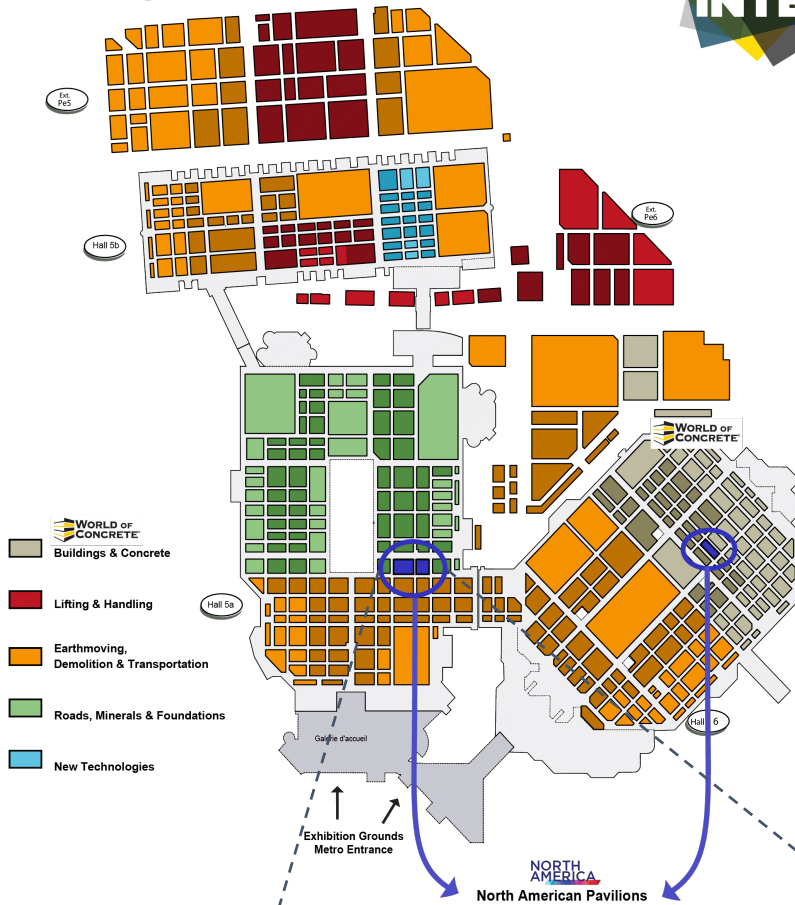 INTE
Ext.
Pe5
Ext.
Pe6
Hall 5b
WORLD OF
CONCRETE
WORLD OF
CONCRETE
Buildings & Concrete
Lifting & Handling
Hall 5a
Earthmoving,
Demolition & Transportation
Roads, Minerals & Foundations
Hall 6
Galerie d'accueil
New Technologies
Exhibition Grounds
Metro Entrance
NORTH
AMERICA
North American Pavilions